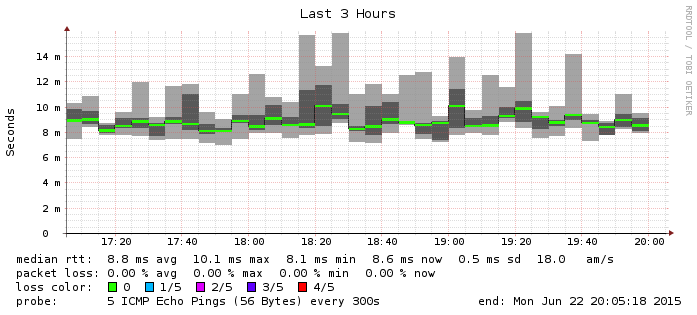 Last 3 Hours
RRDTOOL / TOBI OETIKER
Seconds
14 m
12 m
10 m
8 m
6 m
4 m
2 m
0
17:20 17:40 18:00 18:20 18:40 19:00 19:20 19:40 20:00
median rtt: 8.8 ms avg 10.1 ms max 8.1 ms min 8.6 ms now 0.5 ms sd 18.0 am/s
packet loss: 0.00 % avg 0.00 % max 0.00 % min 0.00 % now
loss color: 0 1/5 2/5 3/5 4/5
probe: 5 ICMP Echo Pings (56 Bytes) every 300s end: Mon Jun 22 20:05:18 2015